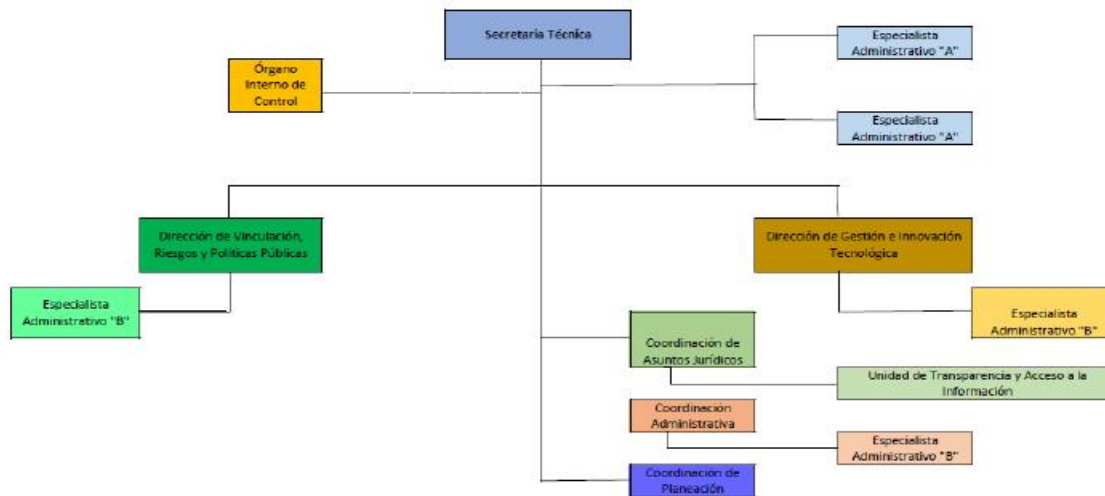 Secretaría Técnica
Especialista
Administrativo "A"
Órgano
Interno de
Control
Especialista
Administrativo "A"
Dirección de Vinculación,
Riesgos y Políticas Públicas
Dirección de Gestión e Innovación
Tecnológica
Especialista
Administrativo "B"
Especialista
Administrativo "B"
Coordinación de
Asuntos Jurídicos
Unidad de Transparencia y Acceso a la
Información
Coordinación
Administrativa
Especialista
Administrativo "B"
Coordinación de
Planeación